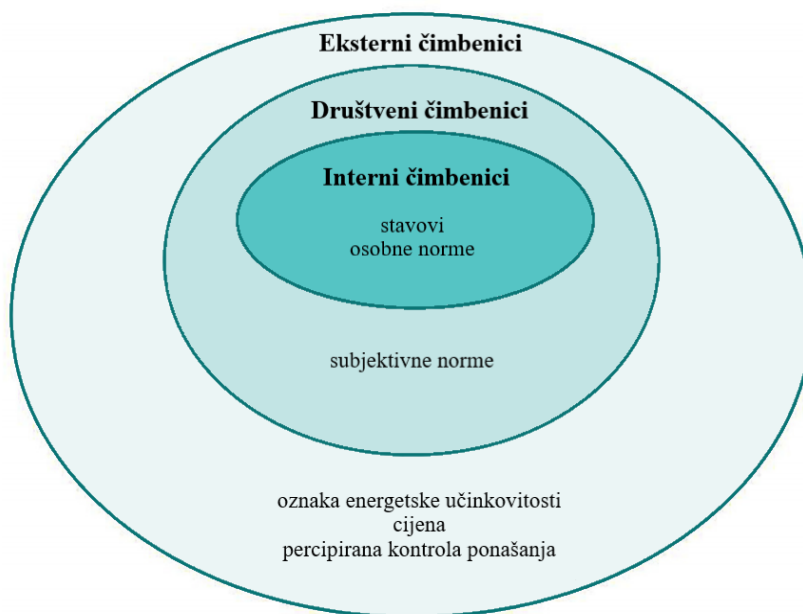 Eksterni čimbenici
Društveni čimbenici
Interni čimbenici
stavovi
osobne norme
subjektivne norme
oznaka energetske učinkovitosti
cijena
percipirana kontrola ponašanja